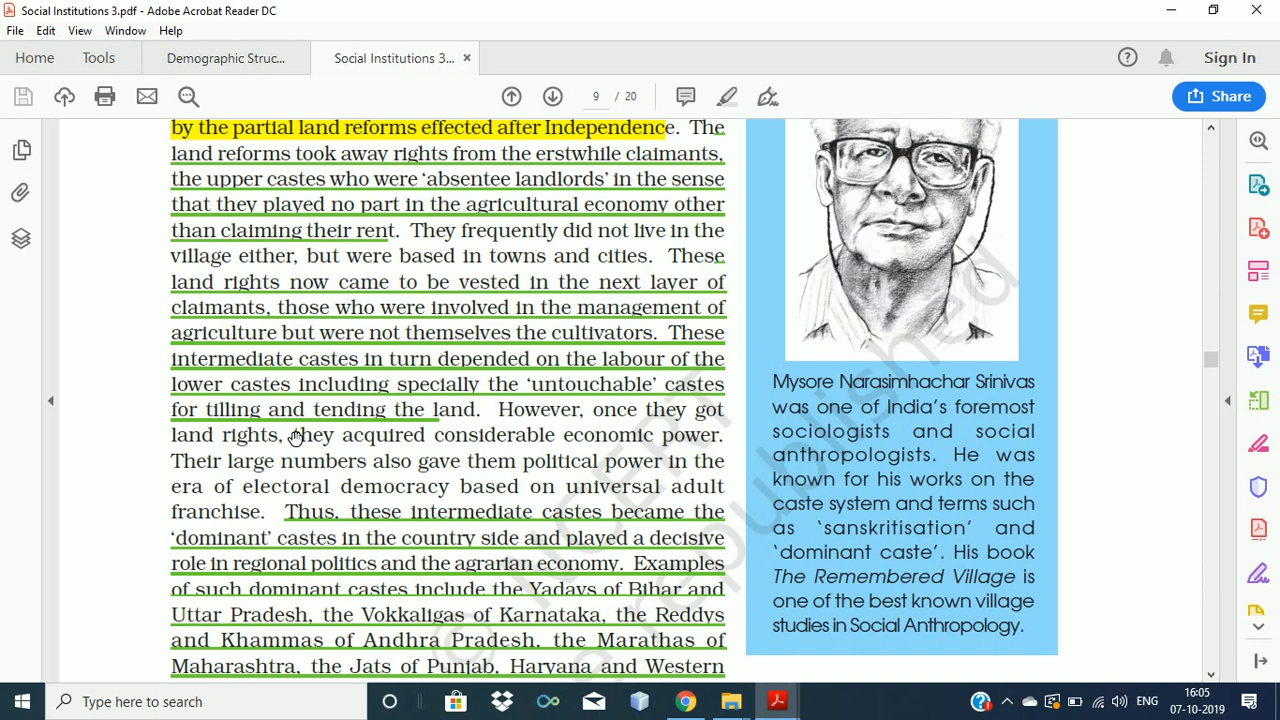 Social Institutions 3.pdf - Adobe Acrobat Reader DC
File Edit View Window Help
Home Tools Demographic Struc... Social Institutions 3... × Sign In
9 / 20 Share
by the partial land reforms effected after Independence. The
land reforms took away rights from the erstwhile claimants,
the upper castes who were ‘absentee landlords’ in the sense
that they played no part in the agricultural economy other
than claiming their rent. They frequently did not live in the
village either, but were based in towns and cities. These
land rights now came to be vested in the next layer of
claimants, those who were involved in the management of
agriculture but were not themselves the cultivators. These
intermediate castes in turn depended on the labour of the
lower castes including specially the ‘untouchable’ castes
for tilling and tending the land. However, once they got
land rights, they acquired considerable economic power.
Their large numbers also gave them political power in the
era of electoral democracy based on universal adult
franchise. Thus, these intermediate castes became the
‘dominant’ castes in the country side and played a decisive
role in regional politics and the agrarian economy. Examples
of such dominant castes include the Yadavs of Bihar and
Uttar Pradesh, the Vokkaligas of Karnataka, the Reddys
and Khammas of Andhra Pradesh, the Marathas of
Maharashtra, the Jats of Punjab, Haryana and Western
Mysore Narasimhachar Srinivas
was one of India’s foremost
sociologists and social
anthropologists. He was
known for his works on the
caste system and terms such
as ‘sanskritisation’ and
‘dominant caste’. His book
The Remembered Village is
one of the best known village
studies in Social Anthropology.
© NCERT
republished
Type here to search
ENG
16:05
07-10-2019